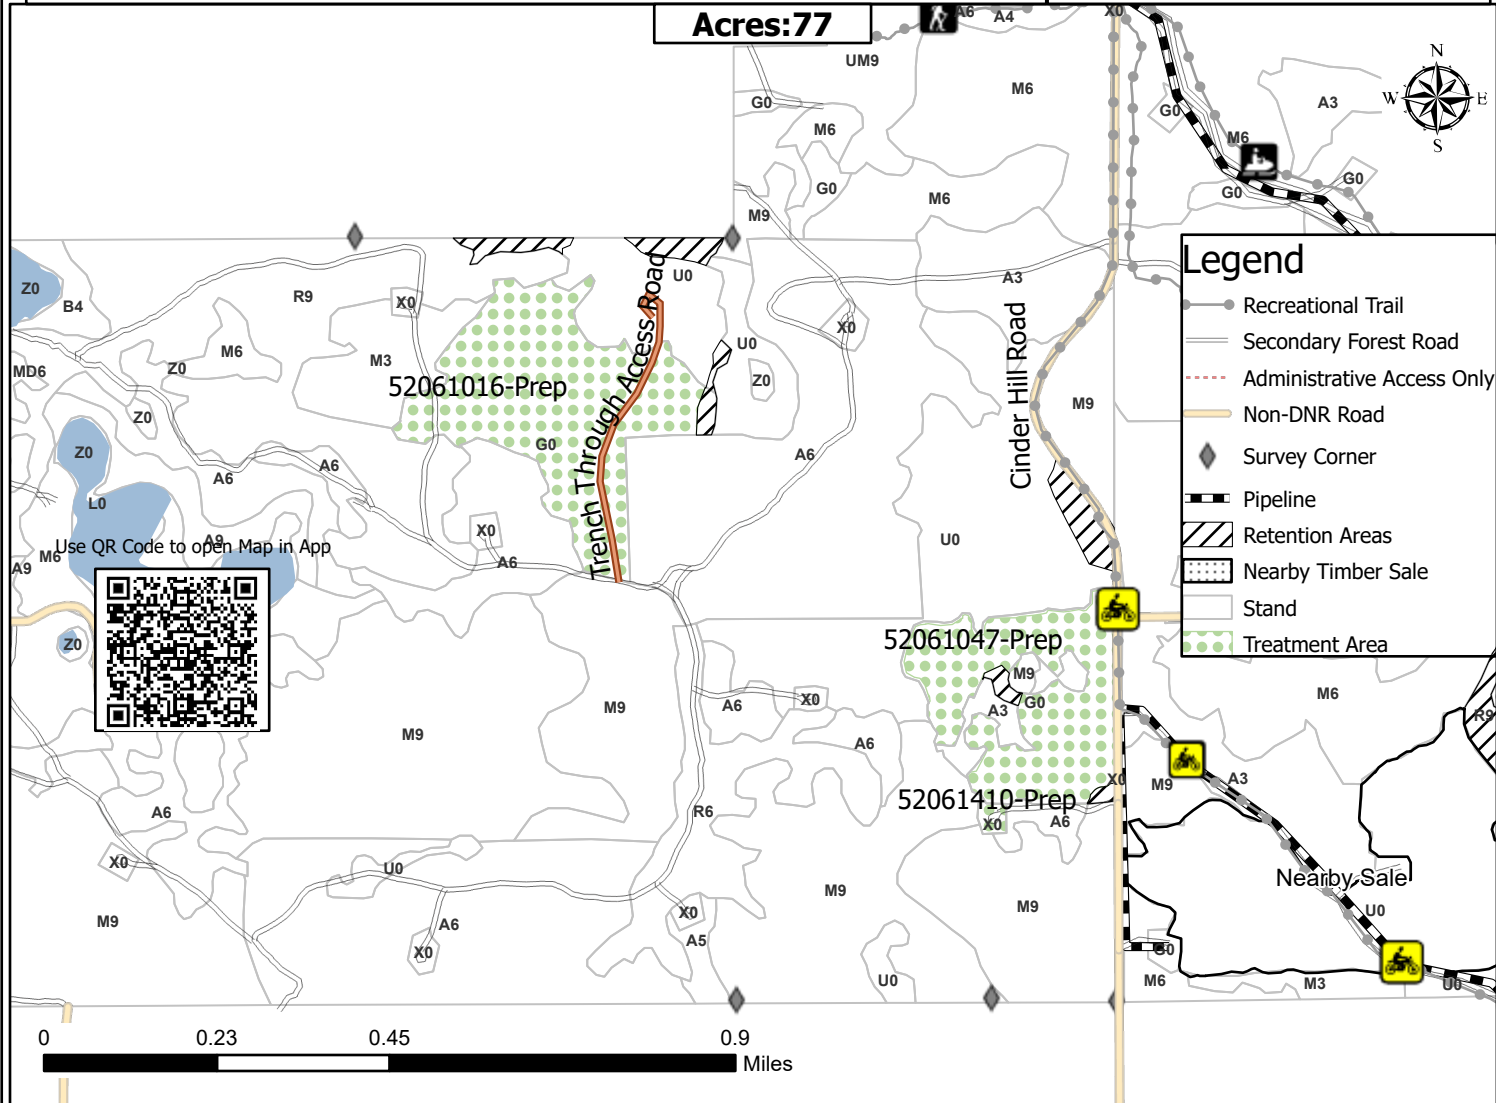 Acres:77
A6
A4
X0
UM9
M6
G0
M6
G0
M6
M9
G0
A3
M6
G0
G0
N
W
E
S
Legend
Recreational Trail
Secondary Forest Road
Administrative Access Only
Non-DNR Road
Survey Corner
Pipeline
Retention Areas
Nearby Timber Sale
Stand
Treatment Area
Z0
B4
R9
X0
U0
A3
X0
M6
M3
Z0
MD6
Z0
U0
Z0
M9
52061016-Prep
Trench Through Access Road
Cinder Hill Road
G0
Z0
A6
A6
A6
L0
X0
A9
A6
U0
M6
A9
Use QR Code to open Map in App
Z0
52061047-Prep
M9
G0
A3
M6
R9
M9
A6
X0
M9
A6
X0
M9
A3
52061410-Prep
X0
A6
R6
A6
X0
U0
Nearby Sale
U0
M9
A6
X0
X0
A5
M9
M9
U0
G0
M6
M3
U0
0
0.23
0.45
0.9
Miles